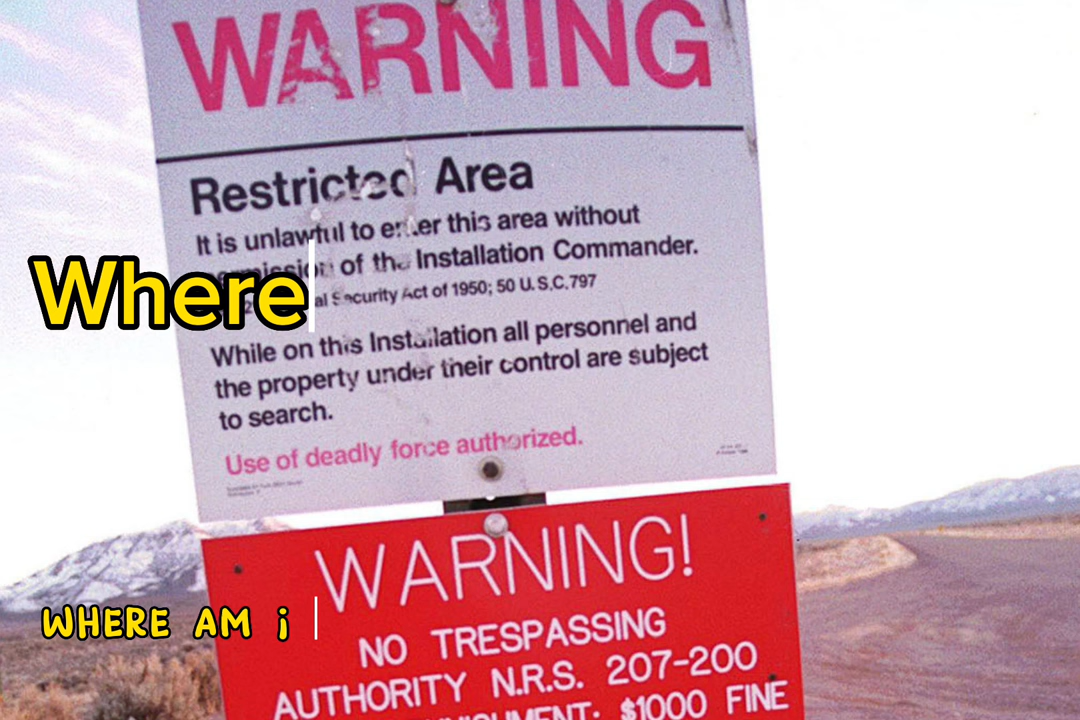 WARNING
Restricted Area
It is unlawful to enter this area without
permission of the Installation Commander.
Where
Security Act of 1950; 50 U.S.C.797
While on this Installation all personnel and
the property under their control are subject
to search.
Use of deadly force authorized.
WARNING!
WHERE AM i
NO TRESPASSING
AUTHORITY N.R.S. 207-200
$1000 FINE